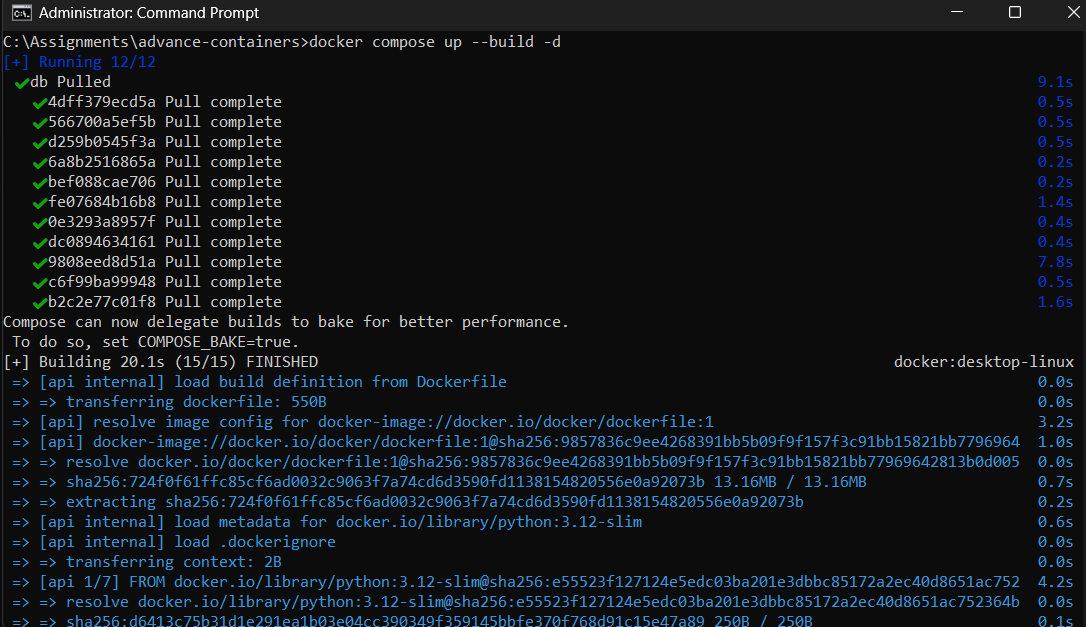 Administrator: Command Prompt
C:\Assignments\advance-containers>docker compose up --build -d
[+] Running 12/12
db Pulled 9.1s
4dff379ecd5a Pull complete 0.5s
566700a5ef5b Pull complete 0.5s
d259b0545f3a Pull complete 0.5s
6a8b2516865a Pull complete 0.2s
bef088cae706 Pull complete 0.2s
fe07684b16b8 Pull complete 1.4s
0e3293a8957f Pull complete 0.4s
dc0894634161 Pull complete 0.4s
9808eed8d51a Pull complete 7.8s
c6f99ba99948 Pull complete 0.5s
b2c2e77c01f8 Pull complete 1.6s
Compose can now delegate builds to bake for better performance.
To do so, set COMPOSE_BAKE=true.
[+] Building 20.1s (15/15) FINISHED docker:desktop-linux
=> [api internal] load build definition from Dockerfile 0.0s
=> => transferring dockerfile: 550B 0.0s
=> [api] resolve image config for docker-image://docker.io/docker/dockerfile:1 3.2s
=> [api] docker-image://docker.io/docker/dockerfile:1@sha256:9857836c9ee4268391bb5b09f9f157f3c91bb15821bb7796964 1.0s
=> => resolve docker.io/docker/dockerfile:1@sha256:9857836c9ee4268391bb5b09f9f157f3c91bb15821bb77969642813b0d005 0.0s
=> => sha256:724f0f61ffc85cf6ad0032c9063f7a74cd6d3590fd1138154820556e0a92073b 13.16MB / 13.16MB 0.7s
=> => extracting sha256:724f0f61ffc85cf6ad0032c9063f7a74cd6d3590fd1138154820556e0a92073b 0.2s
=> [api internal] load metadata for docker.io/library/python:3.12-slim 0.6s
=> [api internal] load .dockerignore 0.0s
=> => transferring context: 2B 0.0s
=> [api 1/7] FROM docker.io/library/python:3.12-slim@sha256:e55523f127124e5edc03ba201e3dbbc85172a2ec40d8651ac752 4.2s
=> => resolve docker.io/library/python:3.12-slim@sha256:e55523f127124e5edc03ba201e3dbbc85172a2ec40d8651ac752364b 0.0s
=> => sha256:d6413c75b31d1e291ea1b03e04cc390349f359145bbfe370f768d91c15e47a89 250B / 250B 0.1s